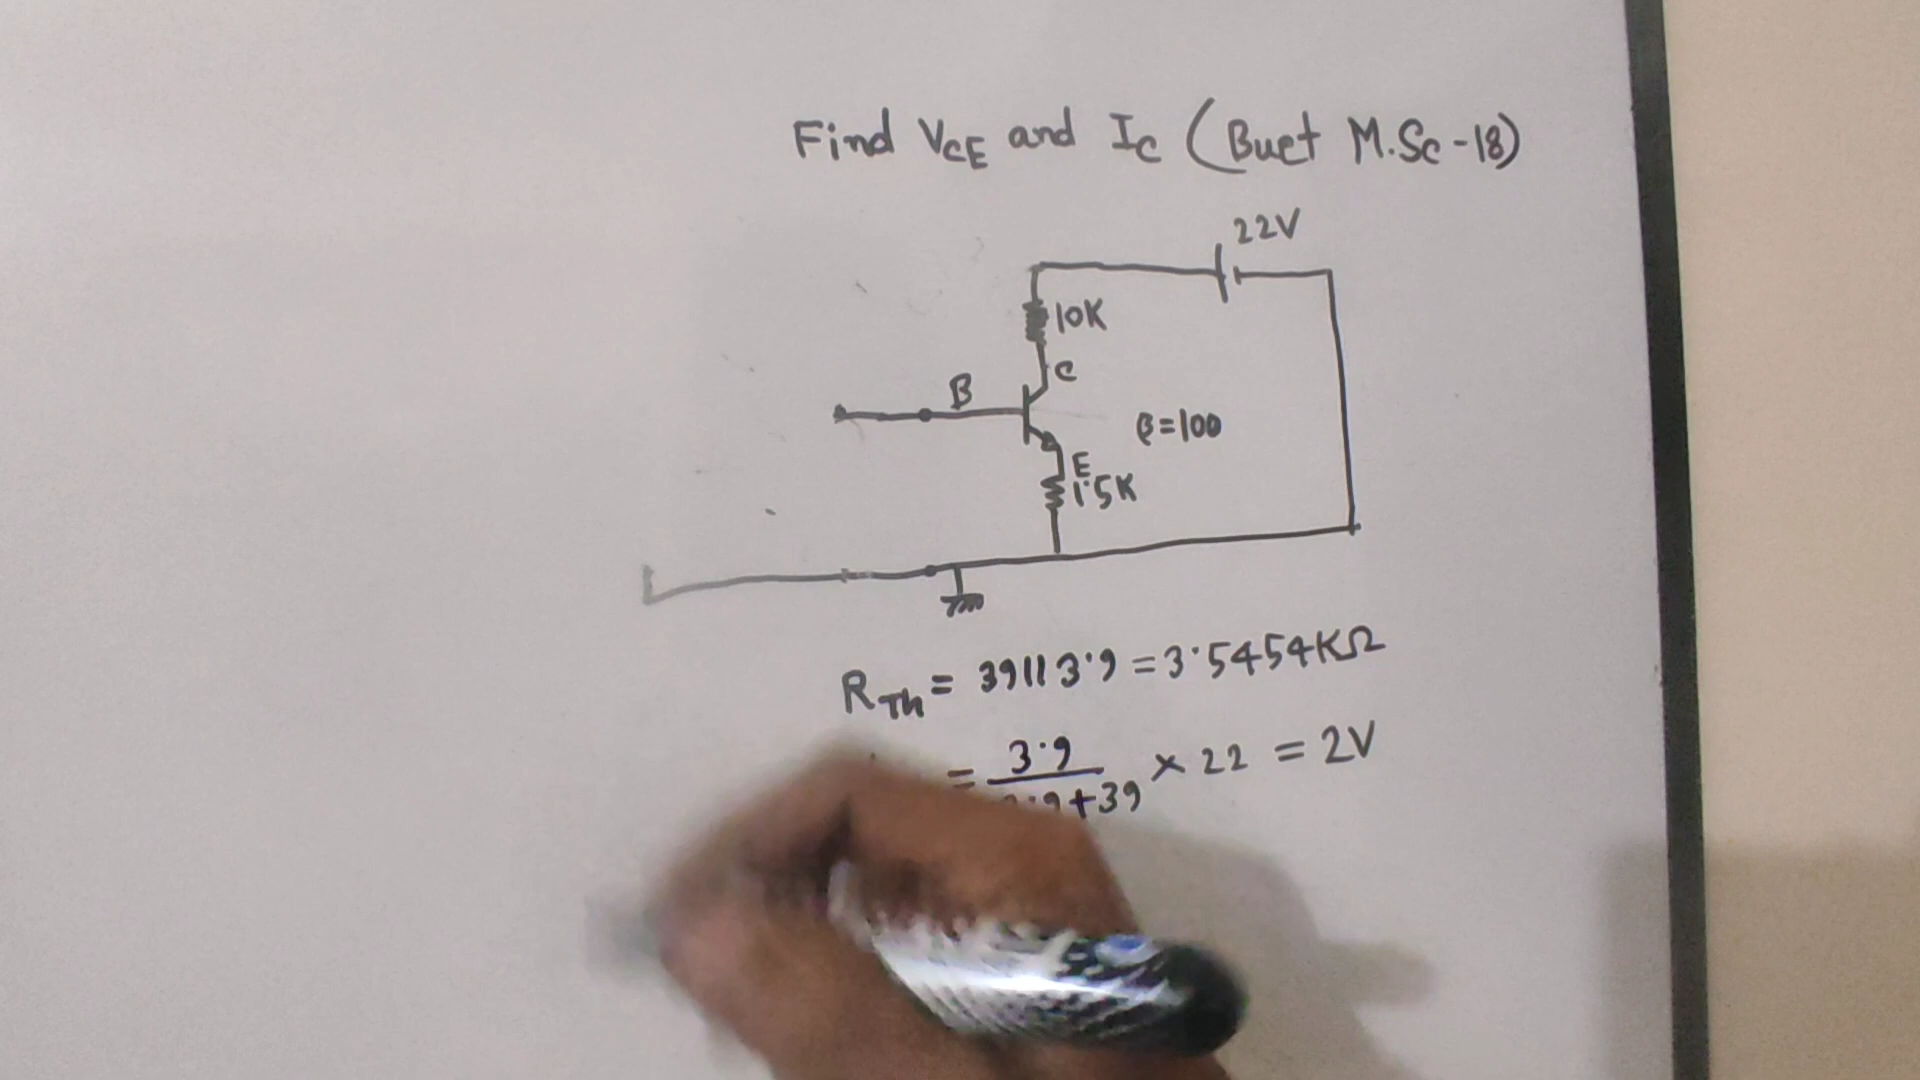 Find VCE and IC (Buet M.Sc-18)
22V
10K
C
B
β=100
E
1.5K
RTh = 39||3.9 = 3.5454KΩ
= 3.9
× 22 = 2V
+39